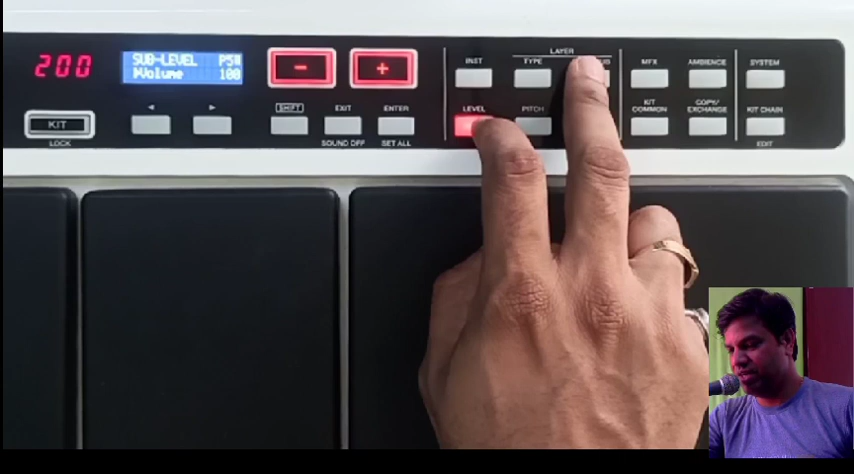 200
SUB-LEVEL
Volume 100
−
+
INST
LAYER
TYPE
MFX
AMBIENCE
SYSTEM
KIT
LOCK
◄
►
SHIFT
EXIT
SOUND OFF
ENTER
SET ALL
LEVEL
PITCH
KIT
COMMON
COPY/
EXCHANGE
KIT CHAIN
EDIT